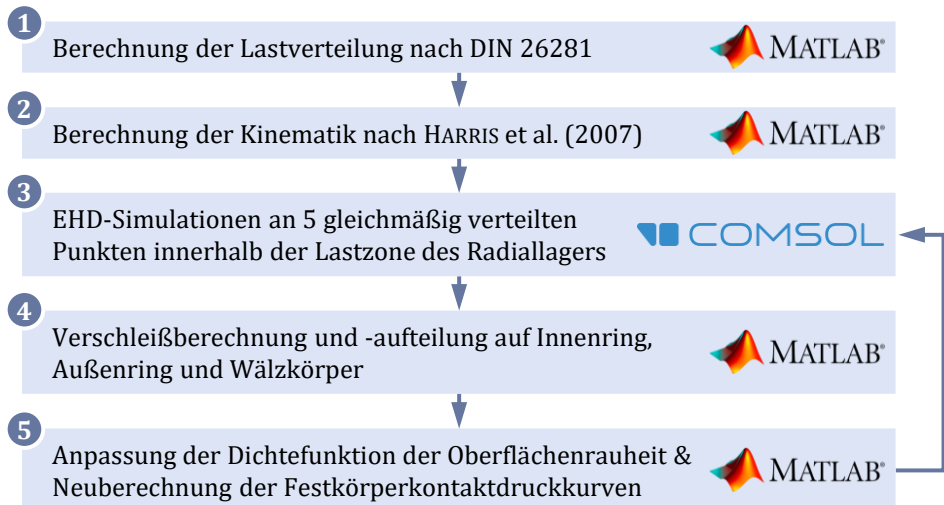 1
Berechnung der Lastverteilung nach DIN 26281
MATLAB®
2
Berechnung der Kinematik nach HARRIS et al. (2007)
MATLAB®
3
EHD-Simulationen an 5 gleichmäßig verteilten
Punkten innerhalb der Lastzone des Radiallagers
COMSOL
4
Verschleißberechnung und -aufteilung auf Innenring,
Außenring und Wälzkörper
MATLAB®
5
Anpassung der Dichtefunktion der Oberflächenrauheit &
Neuberechnung der Festkörperkontaktdruckkurven
MATLAB®